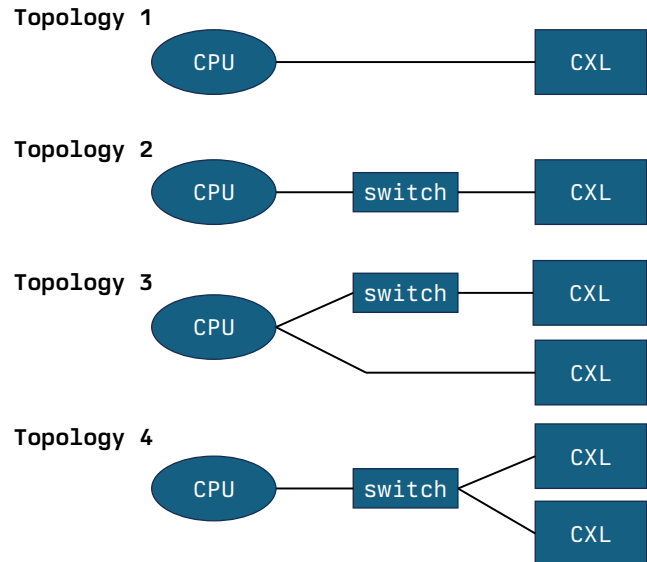 Topology 1
CPU
CXL
Topology 2
CPU
switch
CXL
Topology 3
CPU
switch
CXL
CXL
Topology 4
CPU
switch
CXL
CXL